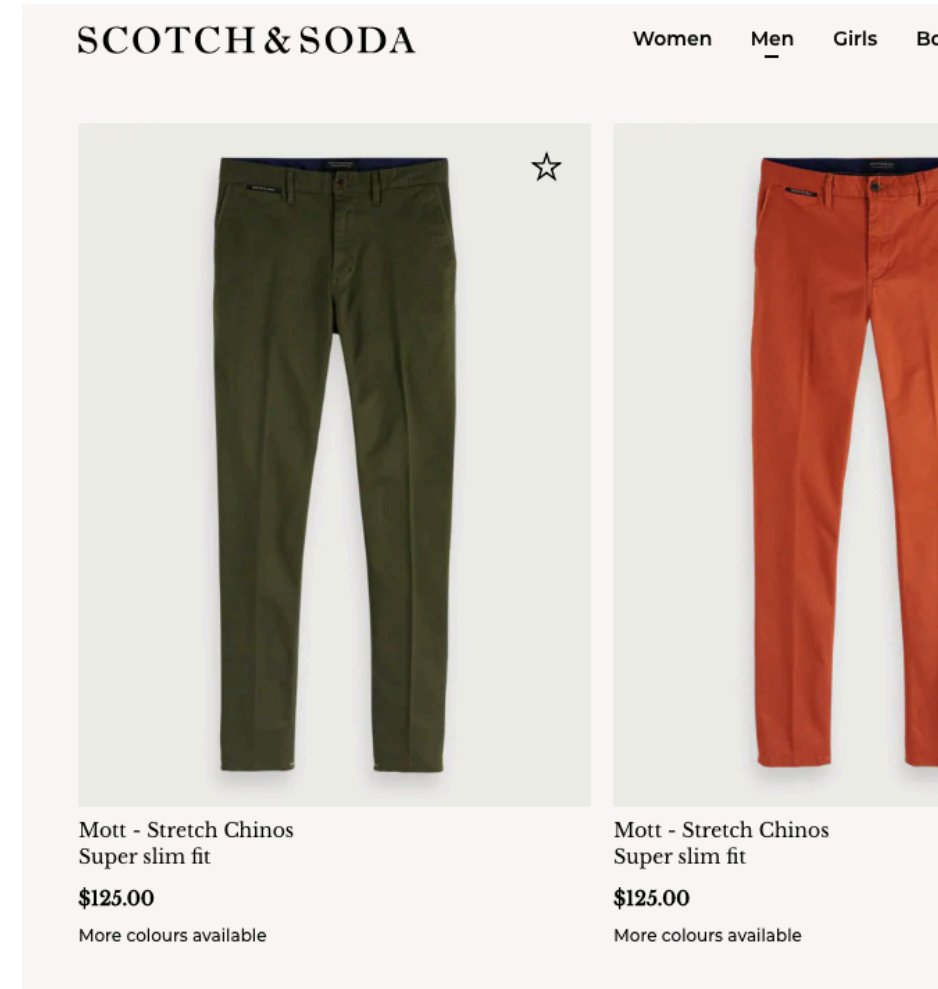 SCOTCH & SODA
Women Men Girls
Mott - Stretch Chinos
Super slim fit
$125.00
More colours available
Mott - Stretch Chinos
Super slim fit
$125.00
More colours available